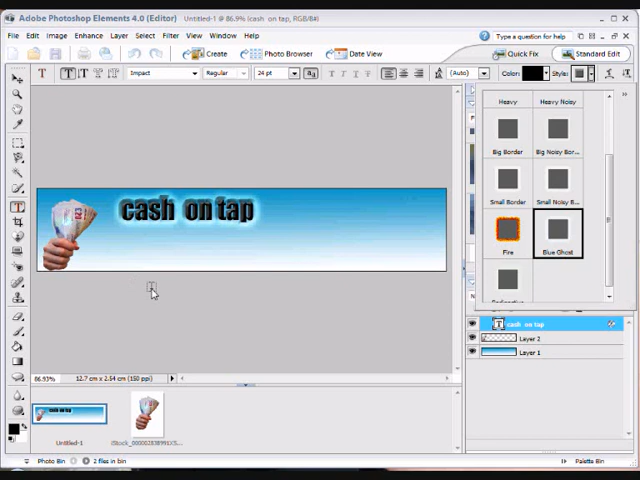 Adobe Photoshop Elements 4.0 (Editor)
Untitled-1 @ 86.9% (cash on tap, RGB/8#)
File Edit Image Enhance Layer Select Filter View Window Help
Type a question for help
Create Photo Browser Date View
Quick Fix Standard Edit
Impact Regular 24 pt (Auto) Color: Style:
Heavy Heavy Noisy
Big Border Big Noisy Bor...
cash on tap
Small Border Small Noisy B...
Fire Blue Ghost
cash on tap
Layer 2
Layer 1
86.93% 12.7 cm x 2.54 cm (150 ppi)
cash on tap
Untitled-1
Photo Bin 2 files in bin Palette Bin